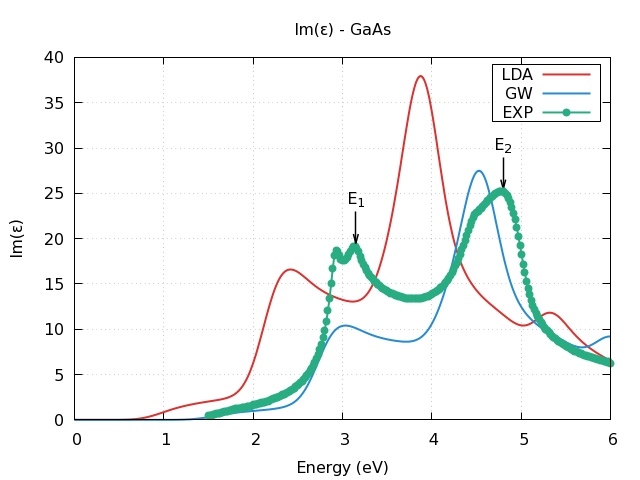 Im(ε) - GaAs
40
35
30
25
20
15
10
5
0
Im(ε)
LDA
GW
EXP
E₂
E₁
0 1 2 3 4 5 6
Energy (eV)